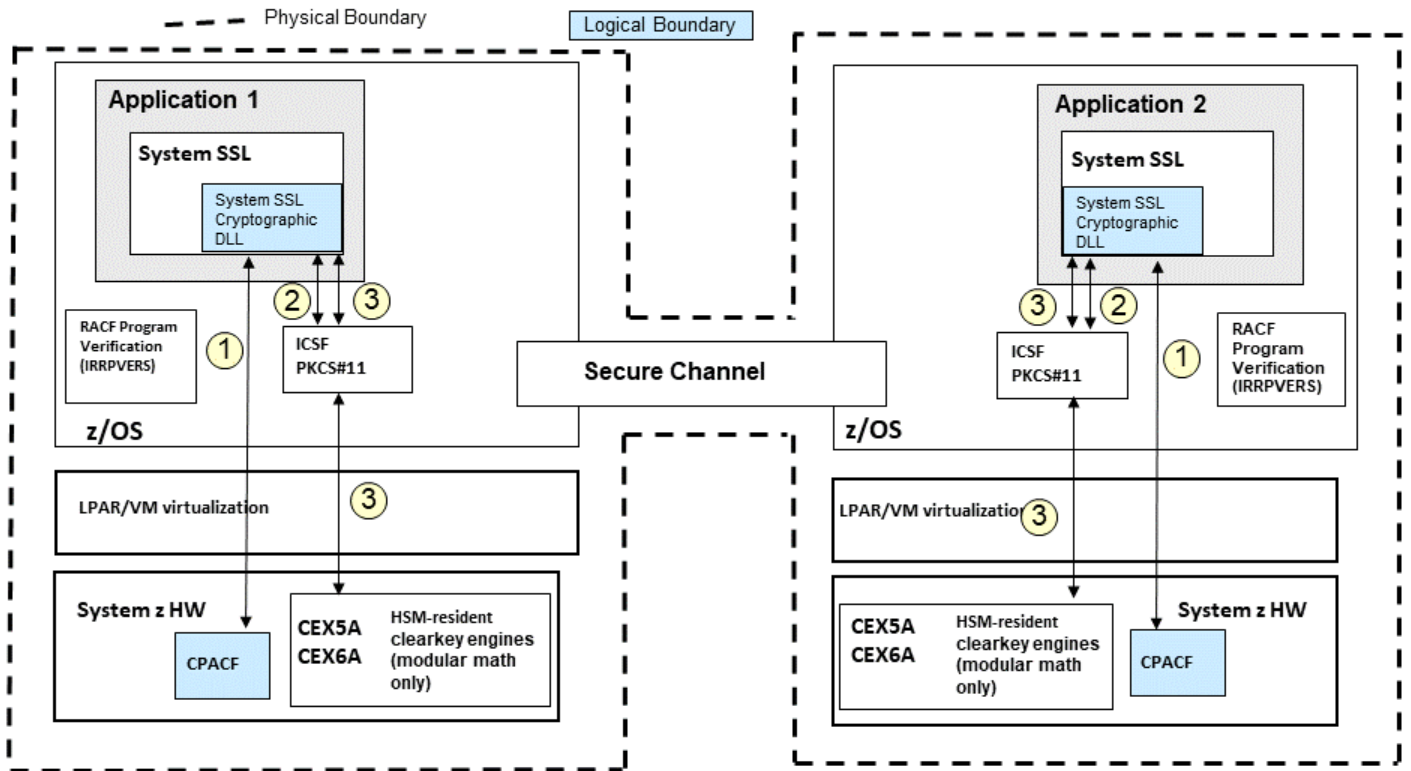 Physical Boundary
Logical Boundary
Application 1
System SSL
System SSL
Cryptographic
DLL
2
3
1
RACF Program
Verification
(IRRPVERS)
ICSF
PKCS#11
z/OS
LPAR/VM virtualization
3
System z HW
CPACF
CEX5A
CEX6A
HSM-resident
clearkey engines
(modular math
only)
Secure Channel
Application 2
System SSL
System SSL
Cryptographic
DLL
3
2
1
ICSF
PKCS#11
RACF
Program
Verification
(IRRPVERS)
z/OS
LPAR/VM virtualization
3
CEX5A
CEX6A
HSM-resident
clearkey engines
(modular math
only)
System z HW
CPACF